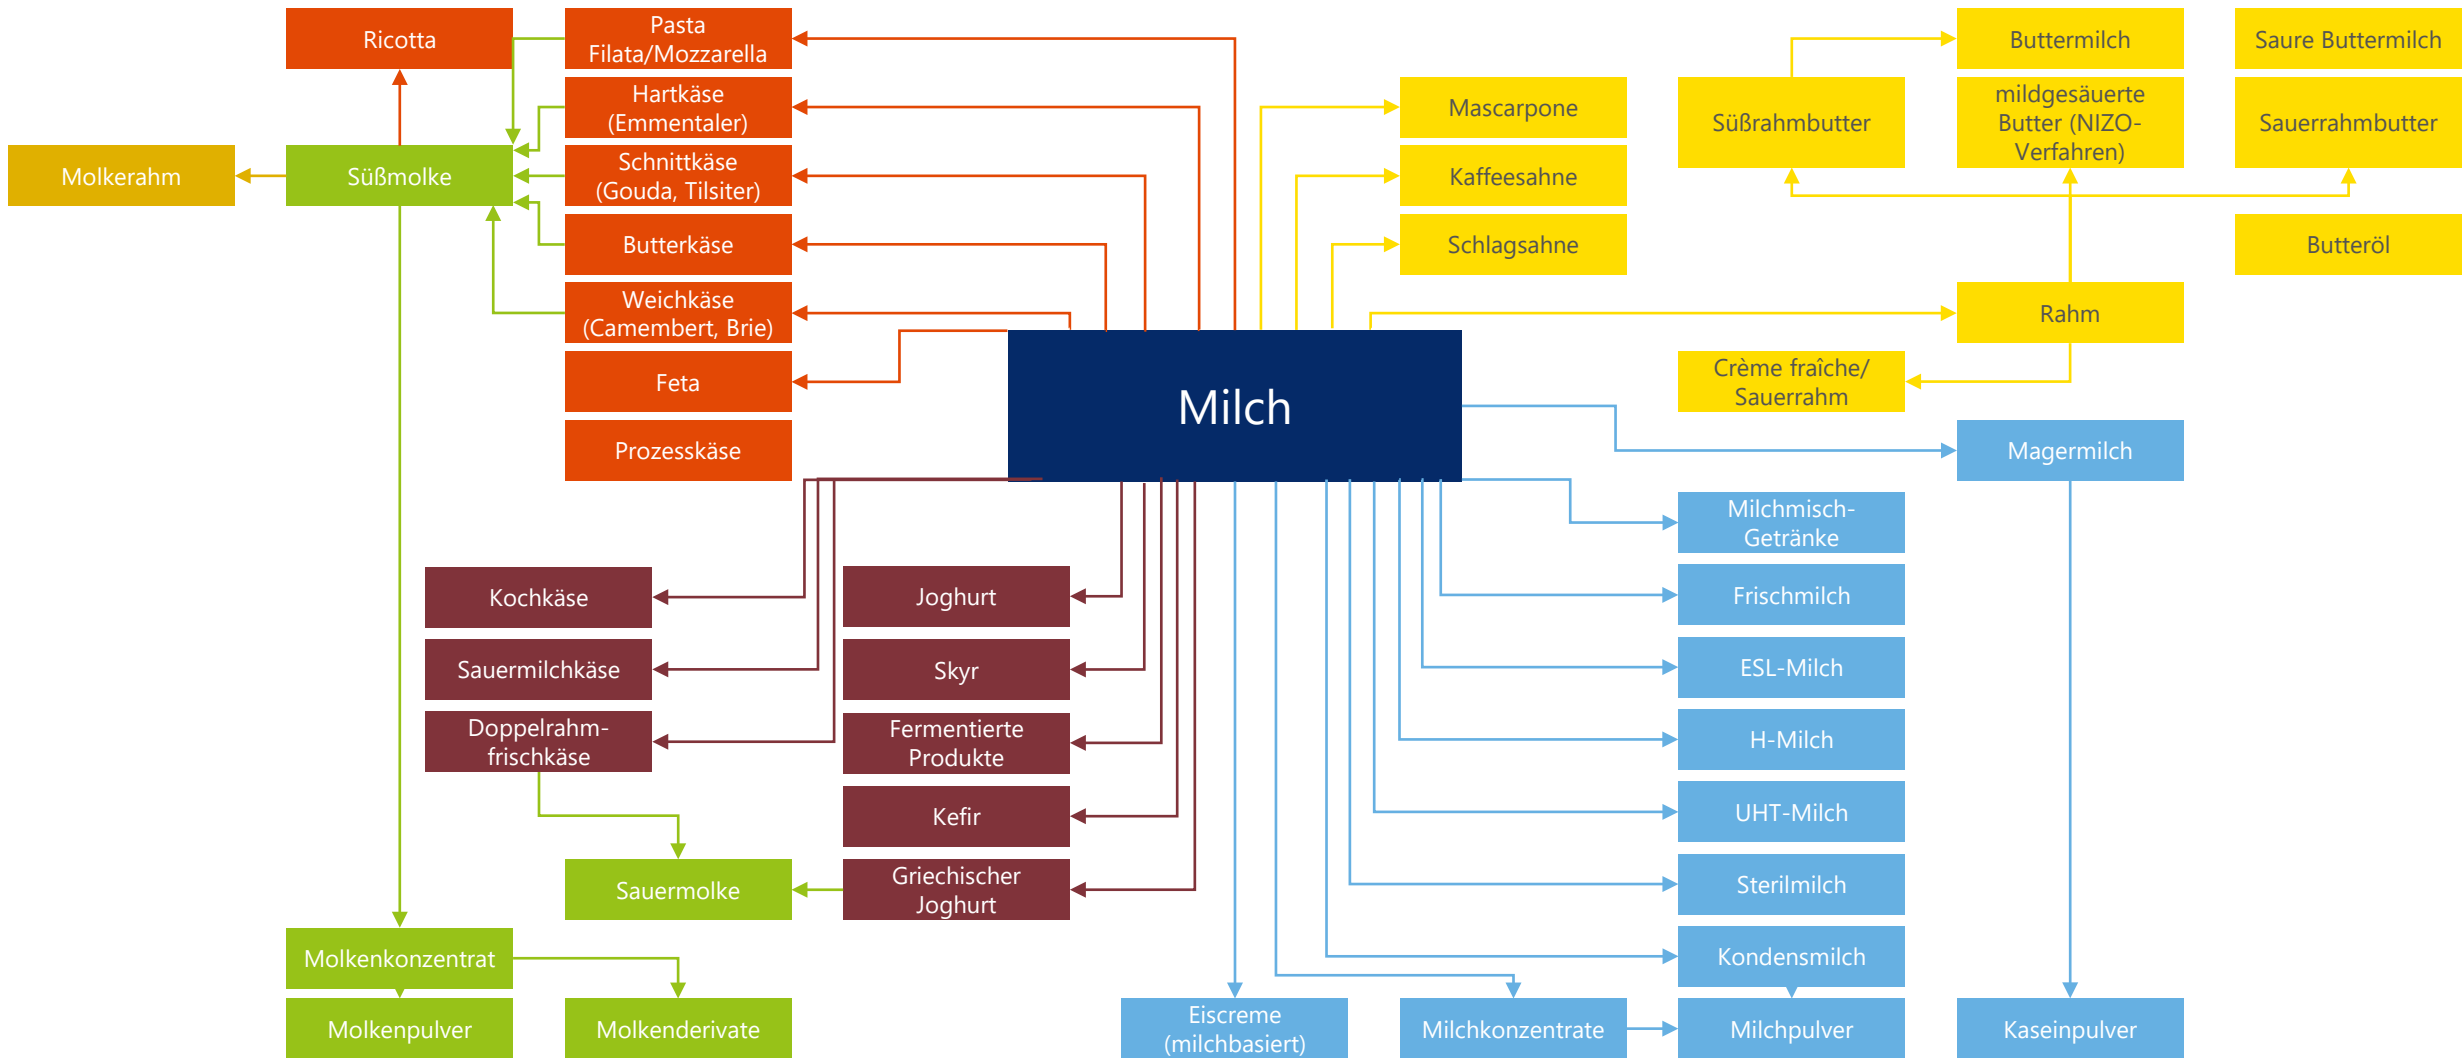 Ricotta
Pasta
Filata/Mozzarella
Buttermilch
Saure Buttermilch
Hartkäse
(Emmentaler)
Mascarpone
Süßrahmbutter
mildgesäuerte
Butter (NIZO-
Verfahren)
Sauerrahmbutter
Molkerahm
Süßmolke
Schnittkäse
(Gouda, Tilsiter)
Kaffeesahne
Butterkäse
Schlagsahne
Butteröl
Weichkäse
(Camembert, Brie)
Rahm
Feta
Milch
Crème fraîche/
Sauerrahm
Prozesskäse
Magermilch
Milchmisch-
Getränke
Kochkäse
Joghurt
Frischmilch
Sauermilchkäse
Skyr
ESL-Milch
Doppelrahm-
frischkäse
Fermentierte
Produkte
H-Milch
Kefir
UHT-Milch
Sauermolke
Griechischer
Joghurt
Sterilmilch
Molkenkonzentrat
Kondensmilch
Molkenpulver
Molkenderivate
Eiscreme
(milchbasiert)
Milchkonzentrate
Milchpulver
Kaseinpulver